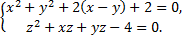 x² + y² + 2(x − y) + 2 = 0,
z² + xz + yz − 4 = 0.